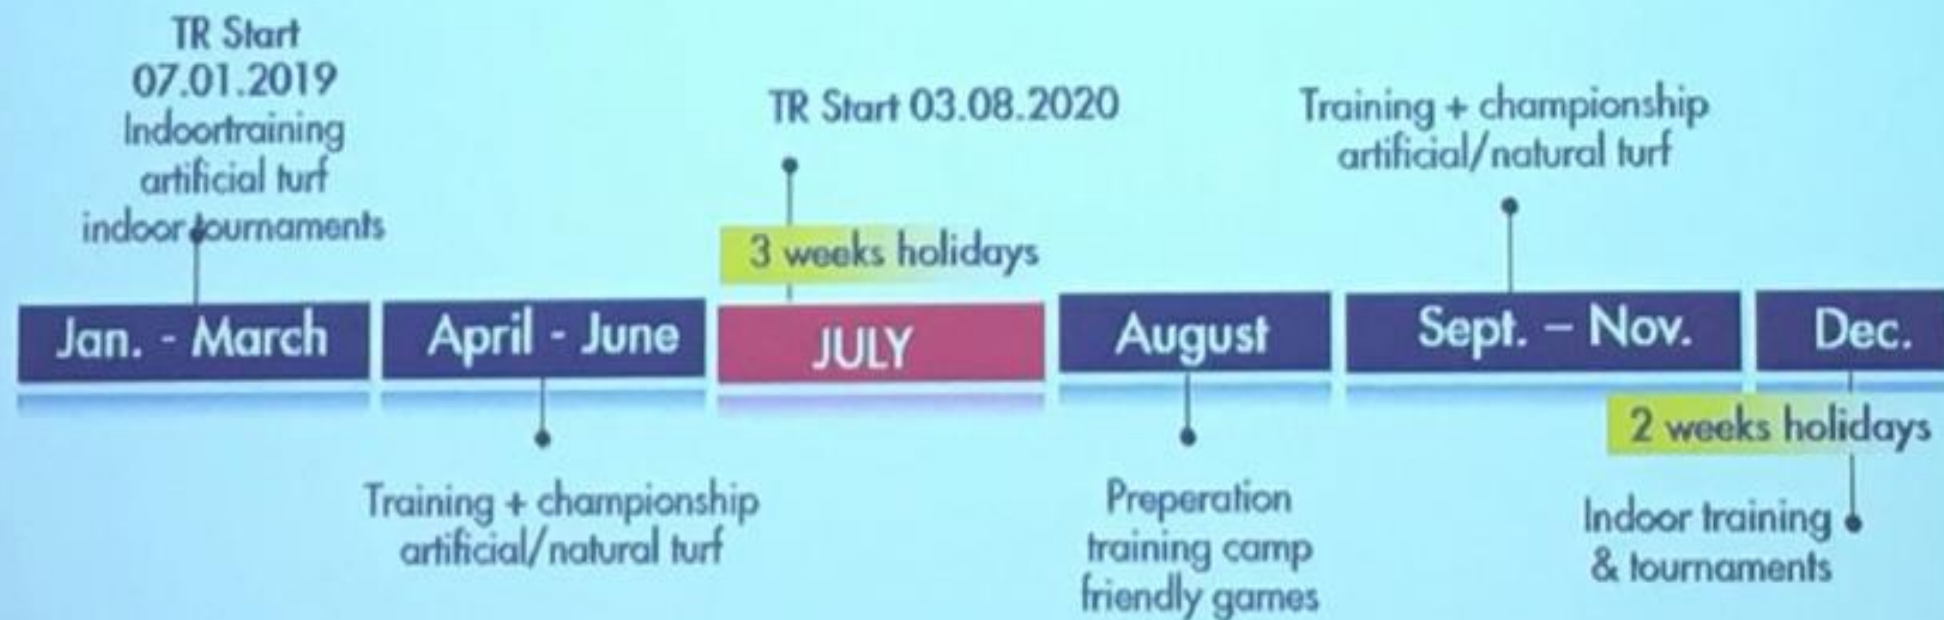 TR Start
07.01.2019
Indoortraining
artificial turf
indoor tournaments
TR Start 03.08.2020
3 weeks holidays
Training + championship
artificial/natural turf
Jan. - March
April - June
JULY
August
Sept. – Nov.
Dec.
Training + championship
artificial/natural turf
Preperation
training camp
friendly games
2 weeks holidays
Indoor training
& tournaments